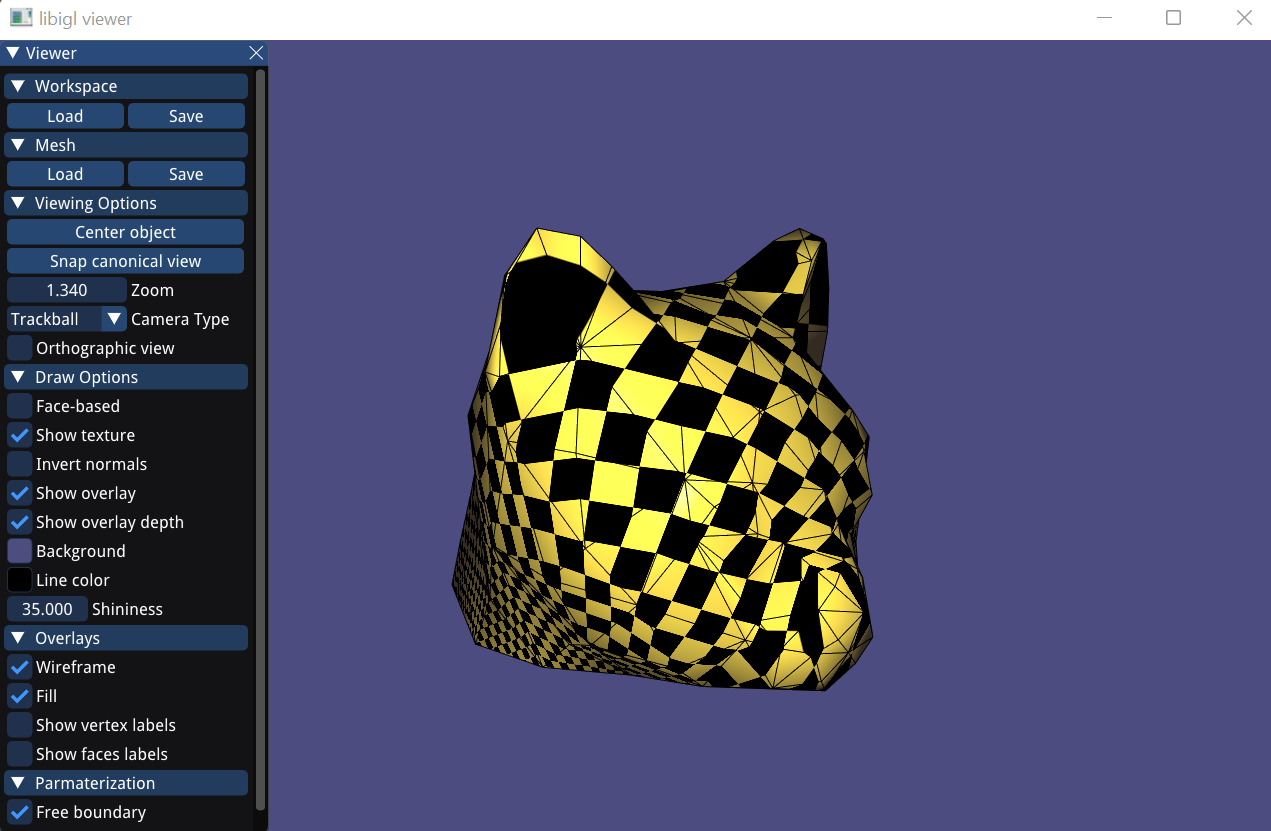 libigl viewer
Viewer
Workspace
Load Save
Mesh
Load Save
Viewing Options
Center object
Snap canonical view
1.340 Zoom
Trackball Camera Type
Orthographic view
Draw Options
Face-based
Show texture
Invert normals
Show overlay
Show overlay depth
Background
Line color
35.000 Shininess
Overlays
Wireframe
Fill
Show vertex labels
Show faces labels
Parmaterization
Free boundary